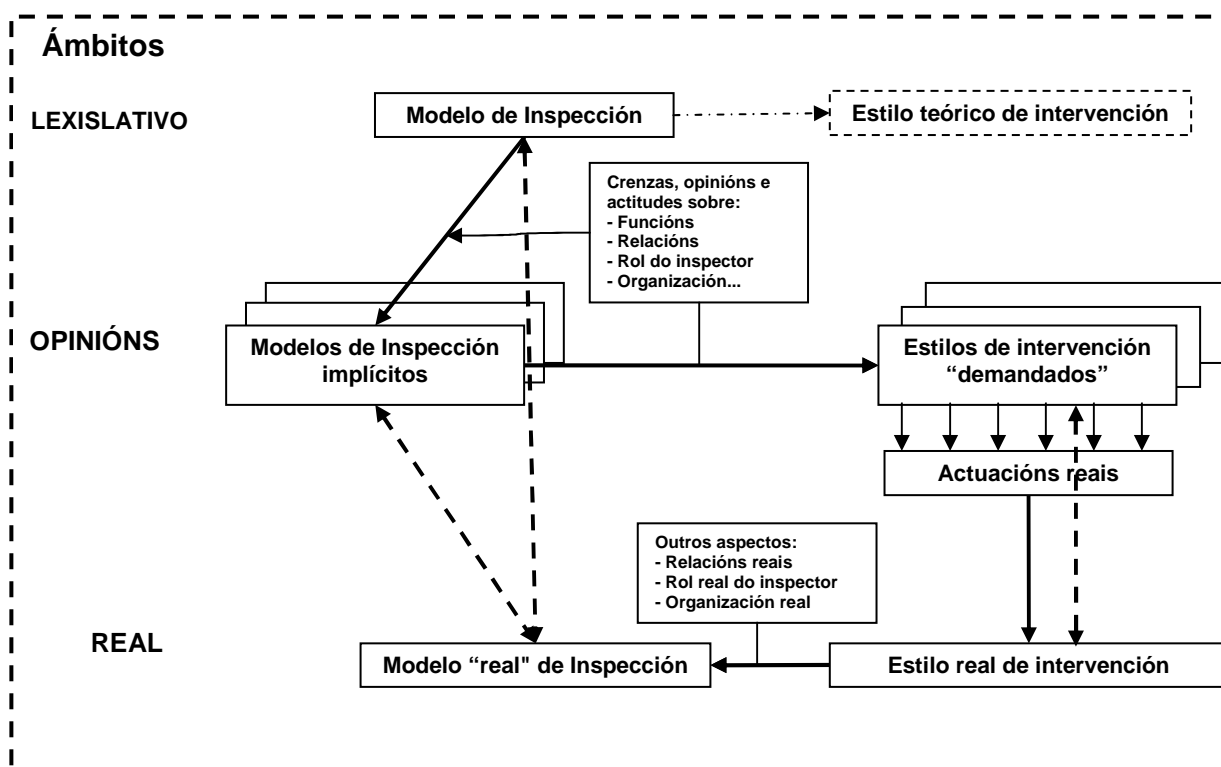 Ámbitos
LEXISLATIVO
Modelo de Inspección
Estilo teórico de intervención
Crenzas, opinións e
actitudes sobre:
- Funcións
- Relacións
- Rol do inspector
- Organización...
OPINIÓNS
Modelos de Inspección
implícitos
Estilos de intervención
“demandados”
Actuacións reais
Outros aspectos:
- Relacións reais
- Rol real do inspector
- Organización real
REAL
Modelo “real" de Inspección
Estilo real de intervención